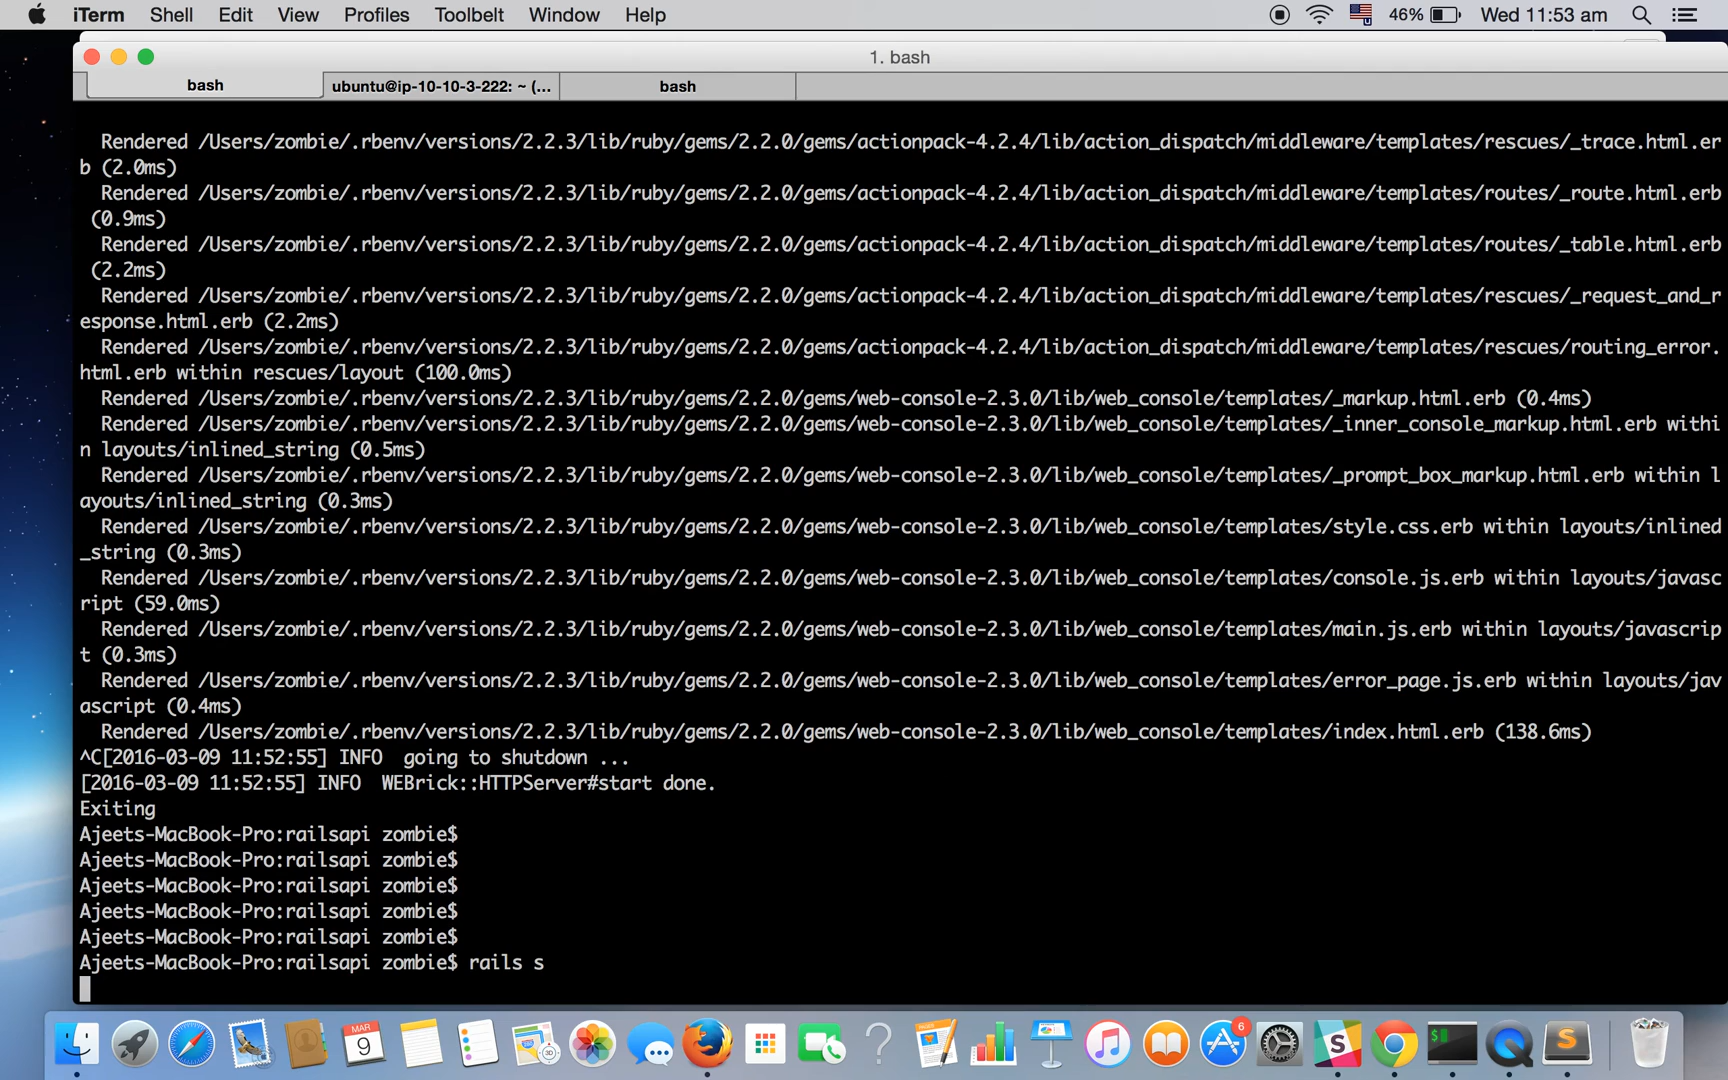 iTerm Shell Edit View Profiles Toolbelt Window Help 46% Wed 11:53 am
1. bash
bash ubuntu@ip-10-10-3-222: ~ (... bash
Rendered /Users/zombie/.rbenv/versions/2.2.3/lib/ruby/gems/2.2.0/gems/actionpack-4.2.4/lib/action_dispatch/middleware/templates/rescues/_trace.html.er
b (2.0ms)
Rendered /Users/zombie/.rbenv/versions/2.2.3/lib/ruby/gems/2.2.0/gems/actionpack-4.2.4/lib/action_dispatch/middleware/templates/routes/_route.html.erb
(0.9ms)
Rendered /Users/zombie/.rbenv/versions/2.2.3/lib/ruby/gems/2.2.0/gems/actionpack-4.2.4/lib/action_dispatch/middleware/templates/routes/_table.html.erb
(2.2ms)
Rendered /Users/zombie/.rbenv/versions/2.2.3/lib/ruby/gems/2.2.0/gems/actionpack-4.2.4/lib/action_dispatch/middleware/templates/rescues/_request_and_r
esponse.html.erb (2.2ms)
Rendered /Users/zombie/.rbenv/versions/2.2.3/lib/ruby/gems/2.2.0/gems/actionpack-4.2.4/lib/action_dispatch/middleware/templates/rescues/routing_error.
html.erb within rescues/layout (100.0ms)
Rendered /Users/zombie/.rbenv/versions/2.2.3/lib/ruby/gems/2.2.0/gems/web-console-2.3.0/lib/web_console/templates/_markup.html.erb (0.4ms)
Rendered /Users/zombie/.rbenv/versions/2.2.3/lib/ruby/gems/2.2.0/gems/web-console-2.3.0/lib/web_console/templates/_inner_console_markup.html.erb withi
n layouts/inlined_string (0.5ms)
Rendered /Users/zombie/.rbenv/versions/2.2.3/lib/ruby/gems/2.2.0/gems/web-console-2.3.0/lib/web_console/templates/_prompt_box_markup.html.erb within l
ayouts/inlined_string (0.3ms)
Rendered /Users/zombie/.rbenv/versions/2.2.3/lib/ruby/gems/2.2.0/gems/web-console-2.3.0/lib/web_console/templates/style.css.erb within layouts/inlined
_string (0.3ms)
Rendered /Users/zombie/.rbenv/versions/2.2.3/lib/ruby/gems/2.2.0/gems/web-console-2.3.0/lib/web_console/templates/console.js.erb within layouts/javasc
ript (59.0ms)
Rendered /Users/zombie/.rbenv/versions/2.2.3/lib/ruby/gems/2.2.0/gems/web-console-2.3.0/lib/web_console/templates/main.js.erb within layouts/javascrip
t (0.3ms)
Rendered /Users/zombie/.rbenv/versions/2.2.3/lib/ruby/gems/2.2.0/gems/web-console-2.3.0/lib/web_console/templates/error_page.js.erb within layouts/jav
ascript (0.4ms)
Rendered /Users/zombie/.rbenv/versions/2.2.3/lib/ruby/gems/2.2.0/gems/web-console-2.3.0/lib/web_console/templates/index.html.erb (138.6ms)
^C[2016-03-09 11:52:55] INFO  going to shutdown ...
[2016-03-09 11:52:55] INFO  WEBrick::HTTPServer#start done.
Exiting
Ajeets-MacBook-Pro:railsapi zombie$
Ajeets-MacBook-Pro:railsapi zombie$
Ajeets-MacBook-Pro:railsapi zombie$
Ajeets-MacBook-Pro:railsapi zombie$
Ajeets-MacBook-Pro:railsapi zombie$
Ajeets-MacBook-Pro:railsapi zombie$ rails s
MAR
9
6